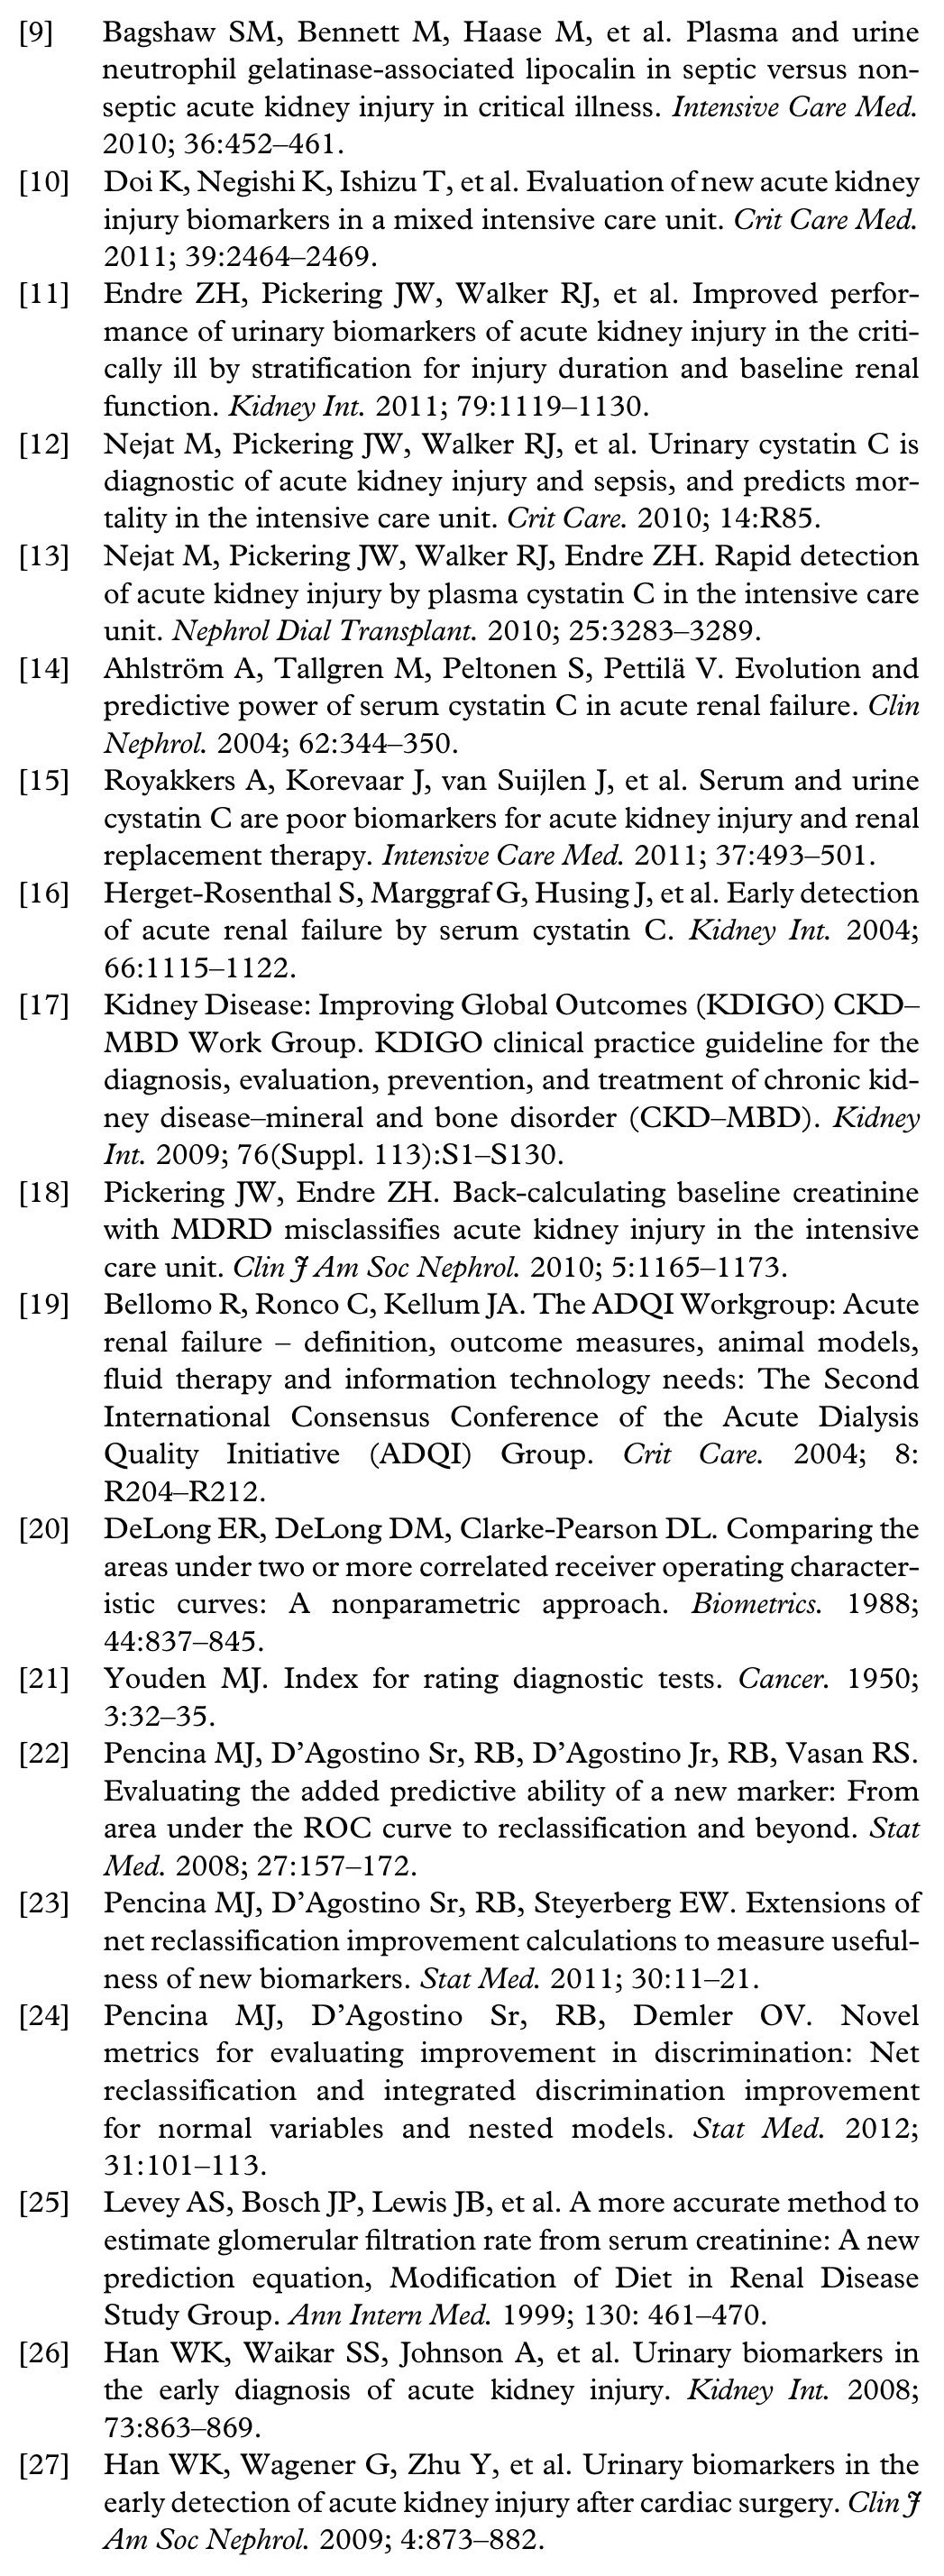 [9] Bagshaw SM, Bennett M, Haase M, et al. Plasma and urine
neutrophil gelatinase-associated lipocalin in septic versus non-
septic acute kidney injury in critical illness. Intensive Care Med.
2010; 36:452–461.
[10] Doi K, Negishi K, Ishizu T, et al. Evaluation of new acute kidney
injury biomarkers in a mixed intensive care unit. Crit Care Med.
2011; 39:2464–2469.
[11] Endre ZH, Pickering JW, Walker RJ, et al. Improved perfor-
mance of urinary biomarkers of acute kidney injury in the criti-
cally ill by stratification for injury duration and baseline renal
function. Kidney Int. 2011; 79:1119–1130.
[12] Nejat M, Pickering JW, Walker RJ, et al. Urinary cystatin C is
diagnostic of acute kidney injury and sepsis, and predicts mor-
tality in the intensive care unit. Crit Care. 2010; 14:R85.
[13] Nejat M, Pickering JW, Walker RJ, Endre ZH. Rapid detection
of acute kidney injury by plasma cystatin C in the intensive care
unit. Nephrol Dial Transplant. 2010; 25:3283–3289.
[14] Ahlström A, Tallgren M, Peltonen S, Pettilä V. Evolution and
predictive power of serum cystatin C in acute renal failure. Clin
Nephrol. 2004; 62:344–350.
[15] Royakkers A, Korevaar J, van Suijlen J, et al. Serum and urine
cystatin C are poor biomarkers for acute kidney injury and renal
replacement therapy. Intensive Care Med. 2011; 37:493–501.
[16] Herget-Rosenthal S, Marggraf G, Husing J, et al. Early detection
of acute renal failure by serum cystatin C. Kidney Int. 2004;
66:1115–1122.
[17] Kidney Disease: Improving Global Outcomes (KDIGO) CKD–
MBD Work Group. KDIGO clinical practice guideline for the
diagnosis, evaluation, prevention, and treatment of chronic kid-
ney disease–mineral and bone disorder (CKD–MBD). Kidney
Int. 2009; 76(Suppl. 113):S1–S130.
[18] Pickering JW, Endre ZH. Back-calculating baseline creatinine
with MDRD misclassifies acute kidney injury in the intensive
care unit. Clin J Am Soc Nephrol. 2010; 5:1165–1173.
[19] Bellomo R, Ronco C, Kellum JA. The ADQI Workgroup: Acute
renal failure – definition, outcome measures, animal models,
fluid therapy and information technology needs: The Second
International Consensus Conference of the Acute Dialysis
Quality Initiative (ADQI) Group. Crit Care. 2004; 8:
R204–R212.
[20] DeLong ER, DeLong DM, Clarke-Pearson DL. Comparing the
areas under two or more correlated receiver operating character-
istic curves: A nonparametric approach. Biometrics. 1988;
44:837–845.
[21] Youden MJ. Index for rating diagnostic tests. Cancer. 1950;
3:32–35.
[22] Pencina MJ, D’Agostino Sr, RB, D’Agostino Jr, RB, Vasan RS.
Evaluating the added predictive ability of a new marker: From
area under the ROC curve to reclassification and beyond. Stat
Med. 2008; 27:157–172.
[23] Pencina MJ, D’Agostino Sr, RB, Steyerberg EW. Extensions of
net reclassification improvement calculations to measure useful-
ness of new biomarkers. Stat Med. 2011; 30:11–21.
[24] Pencina MJ, D’Agostino Sr, RB, Demler OV. Novel
metrics for evaluating improvement in discrimination: Net
reclassification and integrated discrimination improvement
for normal variables and nested models. Stat Med. 2012;
31:101–113.
[25] Levey AS, Bosch JP, Lewis JB, et al. A more accurate method to
estimate glomerular filtration rate from serum creatinine: A new
prediction equation, Modification of Diet in Renal Disease
Study Group. Ann Intern Med. 1999; 130: 461–470.
[26] Han WK, Waikar SS, Johnson A, et al. Urinary biomarkers in
the early diagnosis of acute kidney injury. Kidney Int. 2008;
73:863–869.
[27] Han WK, Wagener G, Zhu Y, et al. Urinary biomarkers in the
early detection of acute kidney injury after cardiac surgery. Clin J
Am Soc Nephrol. 2009; 4:873–882.